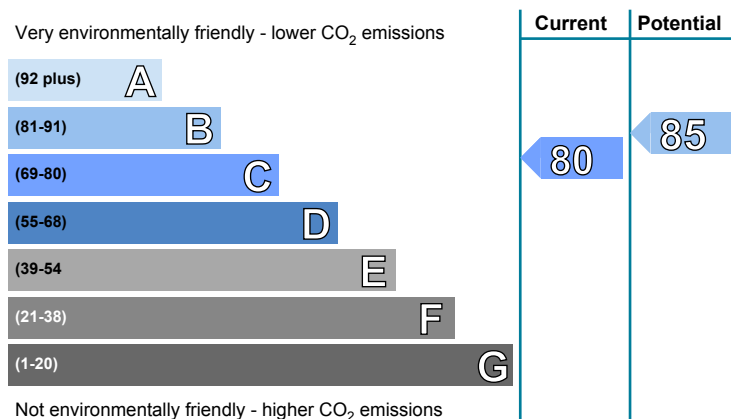 Very environmentally friendly - lower CO2 emissions
Current
Potential
(92 plus) A
(81-91) B
(69-80) C
(55-68) D
(39-54 E
(21-38) F
(1-20) G
80
85
Not environmentally friendly - higher CO2 emissions